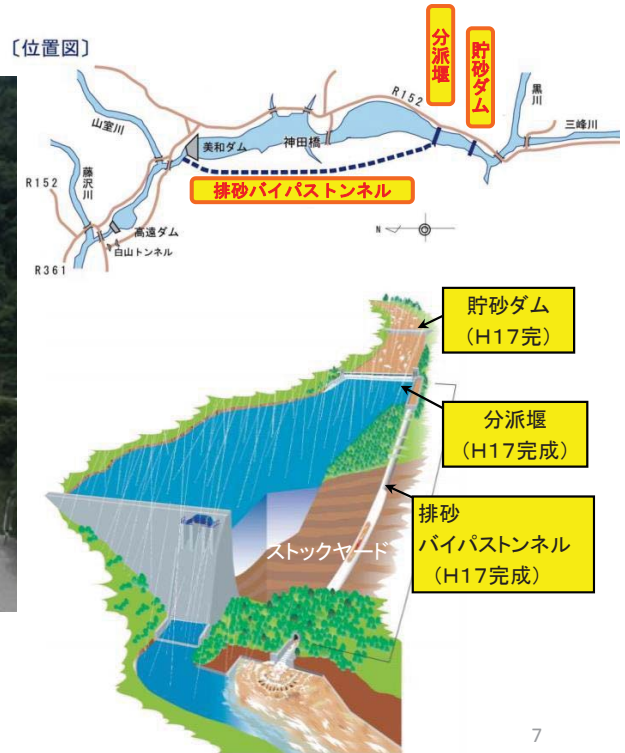 〔位置図〕
分派堰
貯砂ダム
R152
黒川
三峰川
山室川
美和ダム
神田橋
藤沢川
R152
排砂バイパストンネル
高遠ダム
白山トンネル
N
R361
貯砂ダム
(H17完)
分派堰
(H17完成)
排砂
バイパストンネル
(H17完成)
ストックヤード
7